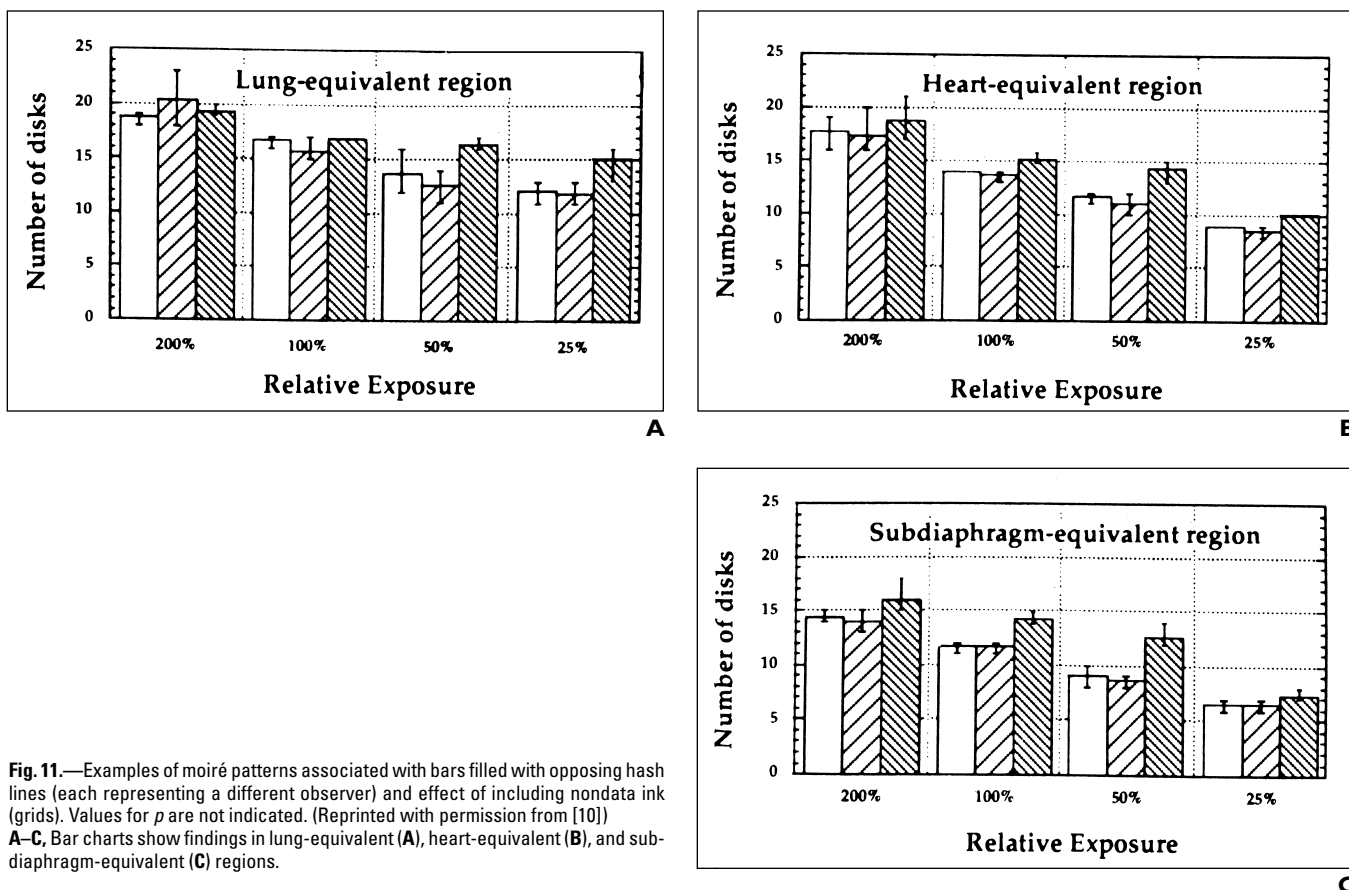 25
20
15
10
5
0
Number of disks
Lung-equivalent region
200% 100% 50% 25%
Relative Exposure
A
25
20
15
10
5
0
Number of disks
Heart-equivalent region
200% 100% 50% 25%
Relative Exposure
B
25
20
15
10
5
0
Number of disks
Subdiaphragm-equivalent region
200% 100% 50% 25%
Relative Exposure
C
Fig. 11.—Examples of moiré patterns associated with bars filled with opposing hash
lines (each representing a different observer) and effect of including nondata ink
(grids). Values for p are not indicated. (Reprinted with permission from [10])
A–C, Bar charts show findings in lung-equivalent (A), heart-equivalent (B), and sub-
diaphragm-equivalent (C) regions.